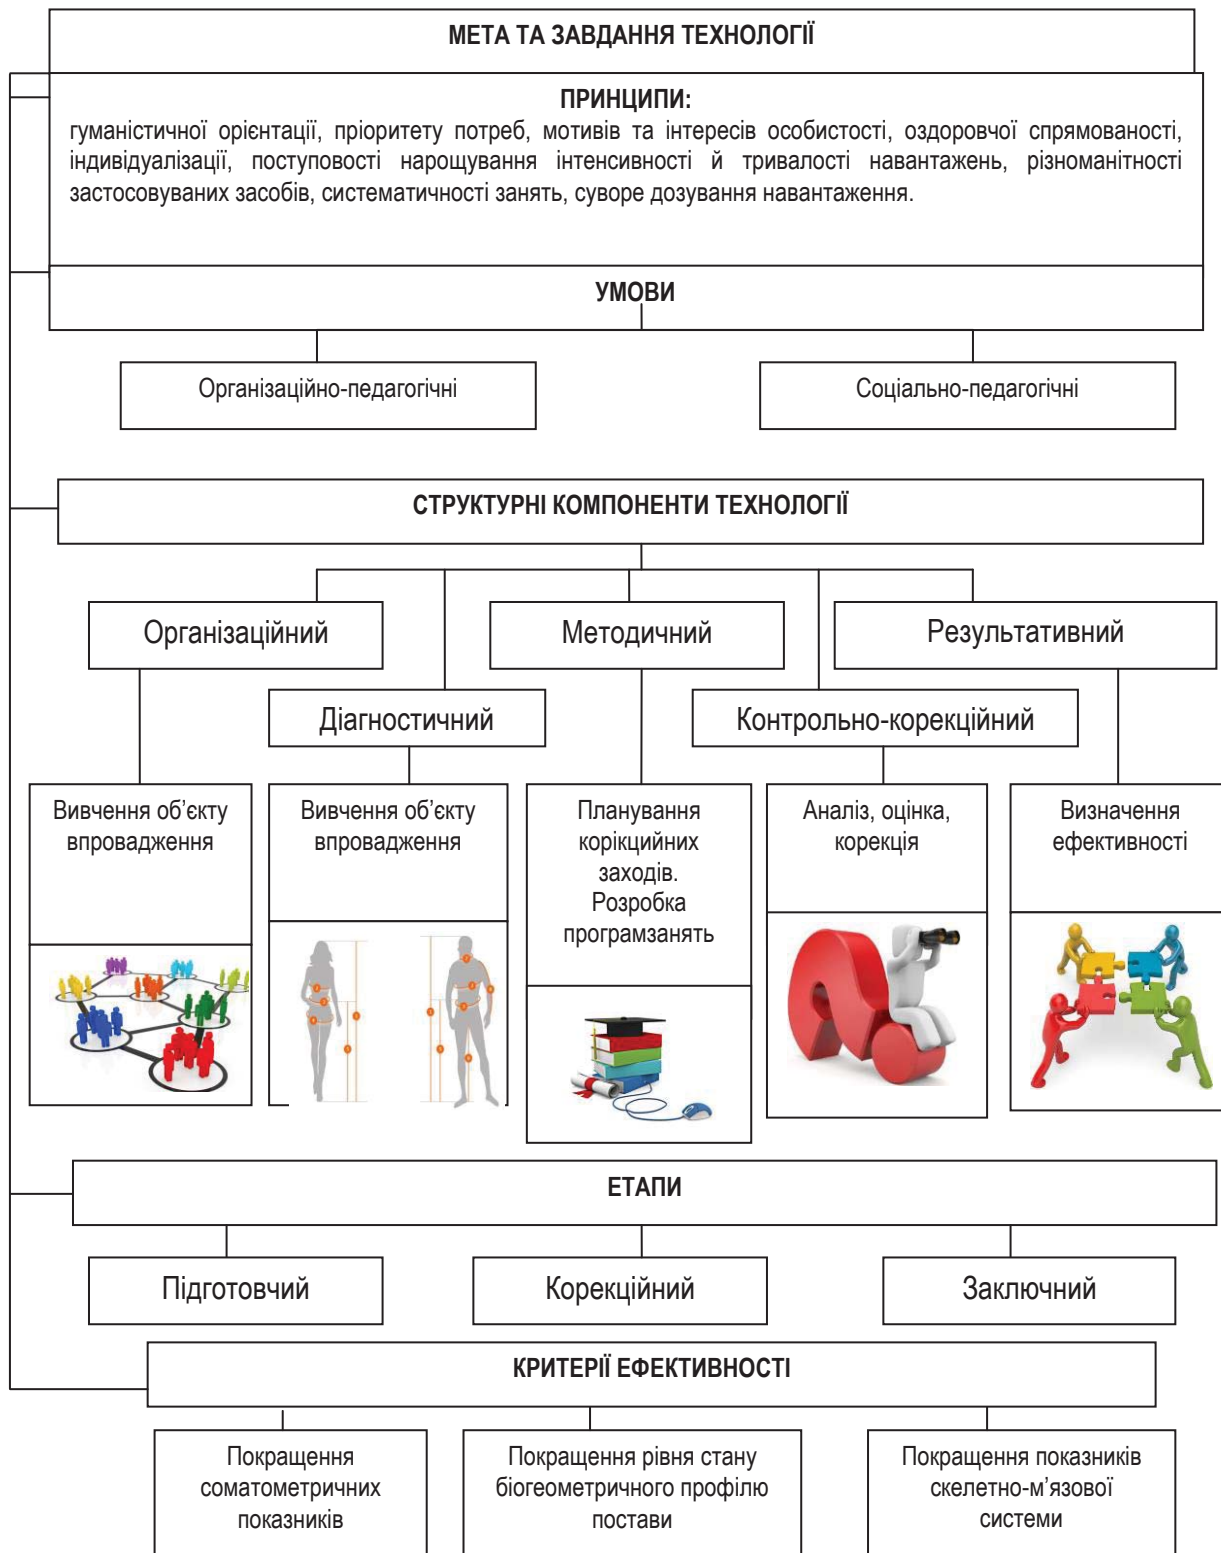 МЕТА ТА ЗАВДАННЯ ТЕХНОЛОГІЇ
ПРИНЦИПИ:
гуманістичної орієнтації, пріоритету потреб, мотивів та інтересів особистості, оздоровчої спрямованості,
індивідуалізації, поступовості нарощування інтенсивності й тривалості навантажень, різноманітності
застосовуваних засобів, систематичності занять, суворе дозування навантаження.
УМОВИ
Організаційно-педагогічні
Соціально-педагогічні
СТРУКТУРНІ КОМПОНЕНТИ ТЕХНОЛОГІЇ
Організаційний
Методичний
Результативний
Діагностичний
Контрольно-корекційний
Вивчення об’єкту
впровадження
Вивчення об’єкту
впровадження
Планування
корікцийних
заходів.
Розробка
програмзанять
Аналіз, оцінка,
корекція
Визначення
ефективності
ЕТАПИ
Підготовчий
Корекційний
Заключний
КРИТЕРІЇ ЕФЕКТИВНОСТІ
Покращення
соматометричних
показників
Покращення рівня стану
біогеометричного профілю
постави
Покращення показників
скелетно-м’язової
системи